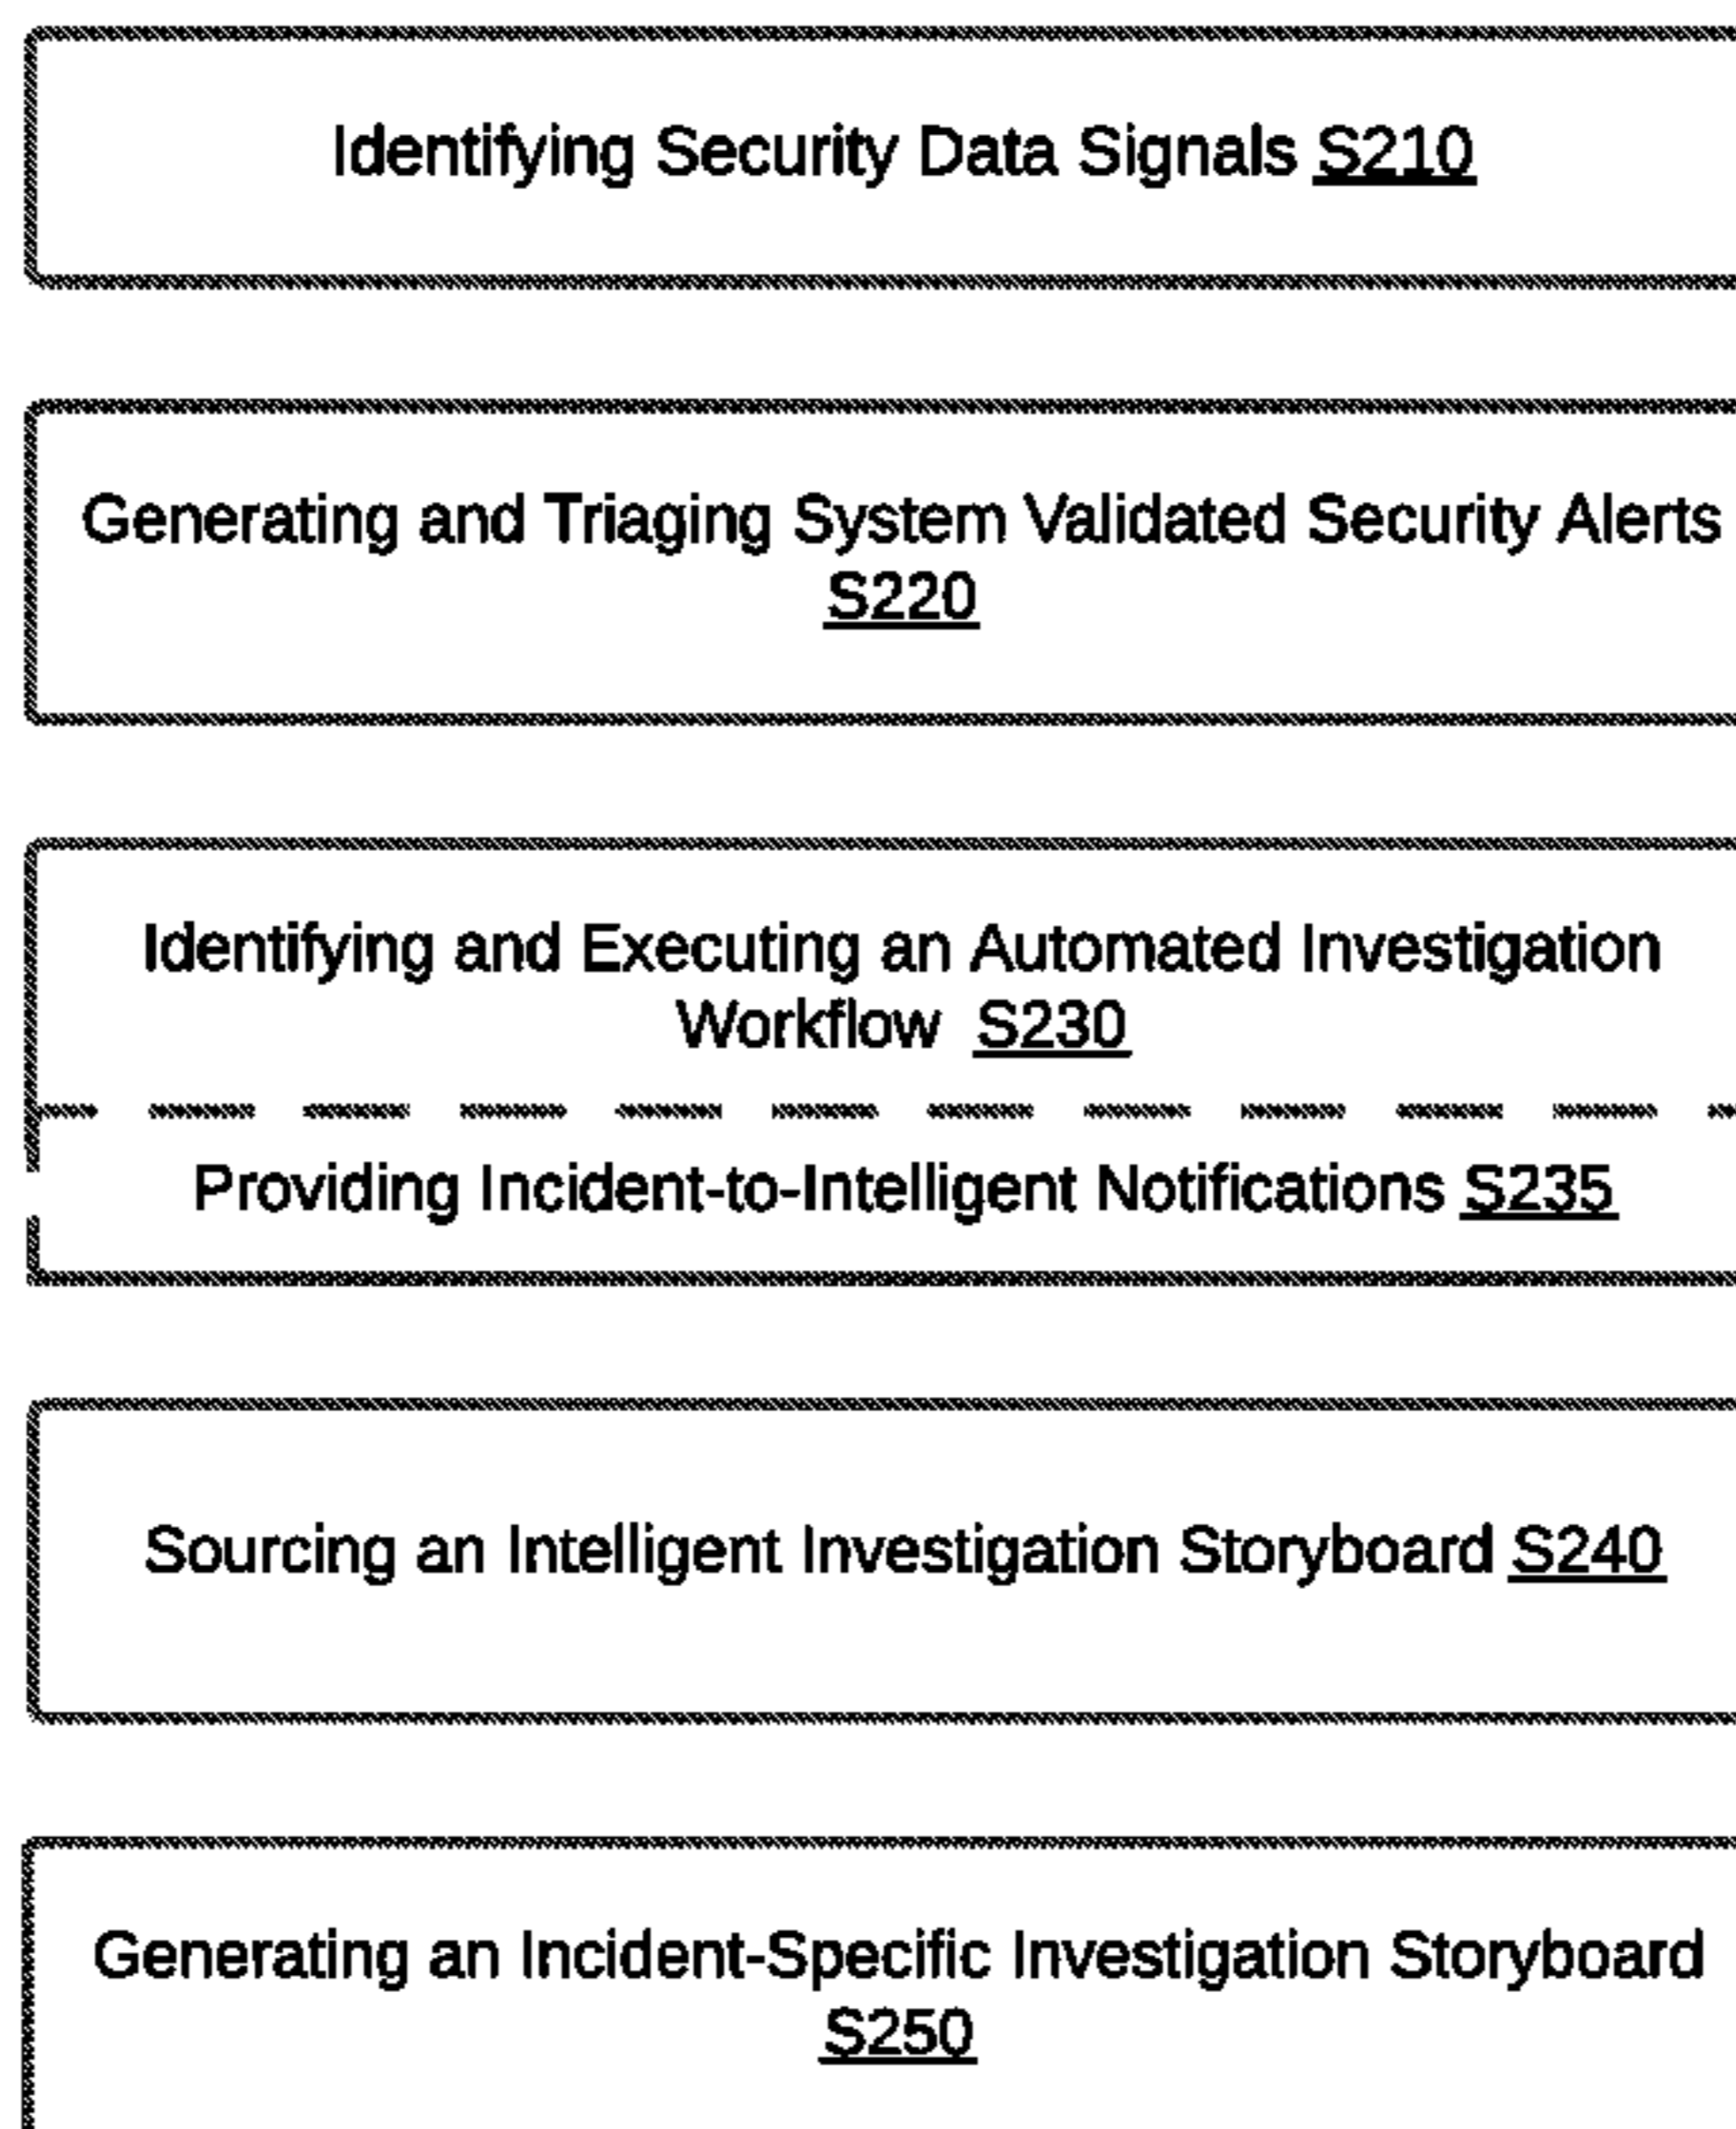 Identifying Security Data Signals S210
Generating and Triaging System Validated Security Alerts
S220
Identifying and Executing an Automated Investigation
Workflow S230
Providing Incident-to-Intelligent Notifications S235
Sourcing an Intelligent Investigation Storyboard S240
Generating an Incident-Specific Investigation Storyboard
S250